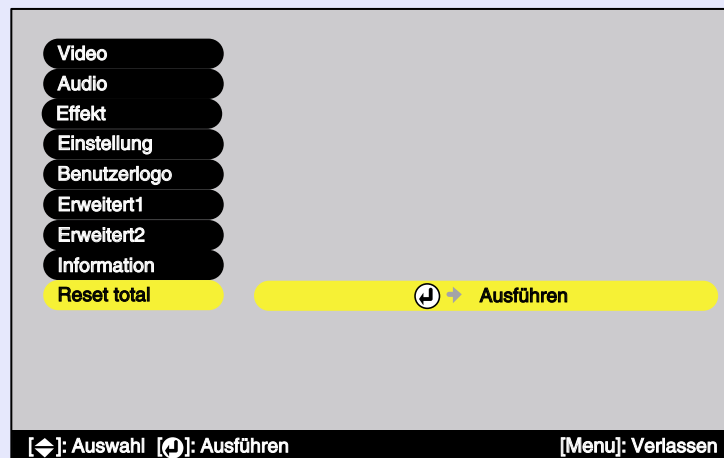 Video
Audio
Effekt
Einstellung
Benutzerlogo
Erweitert1
Erweitert2
Information
Reset total Ausführen
[]: Auswahl []: Ausführen [Menu]: Verlassen